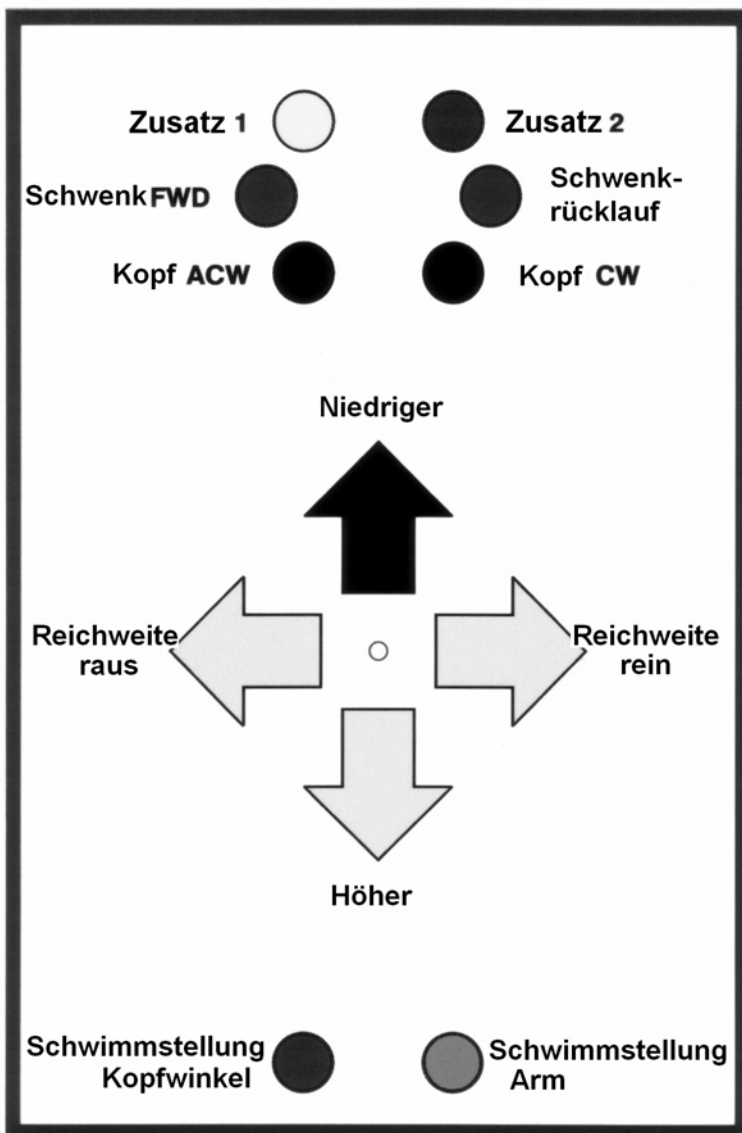 Zusatz 1
Zusatz 2
Schwenk FWD
Schwenk-
rücklauf
Kopf ACW
Kopf CW
Niedriger
Reichweite
raus
Reichweite
rein
Höher
Schwimmstellung
Kopfwinkel
Schwimmstellung
Arm